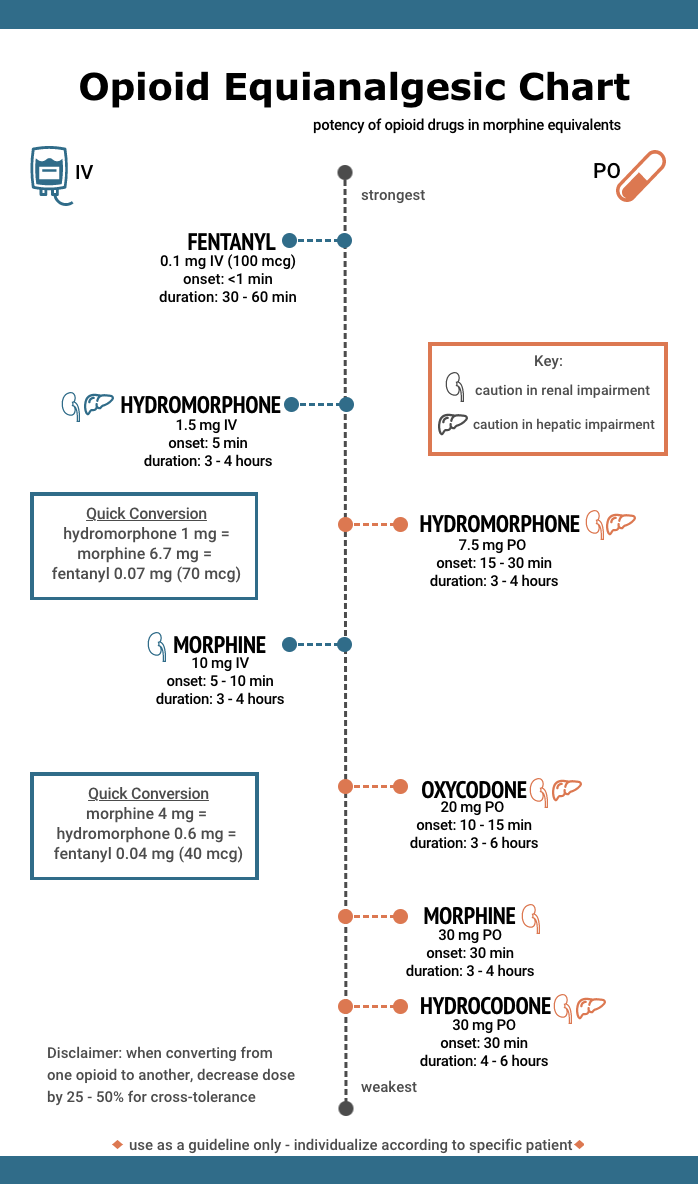 Opioid Equianalgesic Chart
potency of opioid drugs in morphine equivalents
IV
PO
strongest
FENTANYL
0.1 mg IV (100 mcg)
onset: <1 min
duration: 30 - 60 min
Key:
caution in renal impairment
caution in hepatic impairment
HYDROMORPHONE
1.5 mg IV
onset: 5 min
duration: 3 - 4 hours
Quick Conversion
hydromorphone 1 mg =
morphine 6.7 mg =
fentanyl 0.07 mg (70 mcg)
HYDROMORPHONE
7.5 mg PO
onset: 15 - 30 min
duration: 3 - 4 hours
MORPHINE
10 mg IV
onset: 5 - 10 min
duration: 3 - 4 hours
Quick Conversion
morphine 4 mg =
hydromorphone 0.6 mg =
fentanyl 0.04 mg (40 mcg)
OXYCODONE
20 mg PO
onset: 10 - 15 min
duration: 3 - 6 hours
MORPHINE
30 mg PO
onset: 30 min
duration: 3 - 4 hours
HYDROCODONE
30 mg PO
onset: 30 min
duration: 4 - 6 hours
Disclaimer: when converting from
one opioid to another, decrease dose
by 25 - 50% for cross-tolerance
weakest
use as a guideline only - individualize according to specific patient